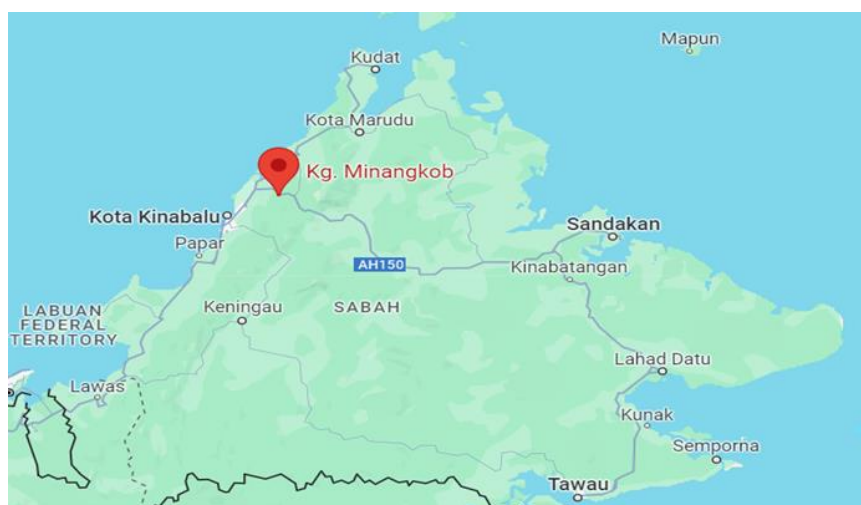 Mapun
Kudat
Kota Marudu
Kg. Minangkob
Kota Kinabalu
Sandakan
Papar
AH150
Kinabatangan
LABUAN
FEDERAL
TERRITORY
Keningau
SABAH
Lahad Datu
Lawas
Kunak
Semporna
Tawau